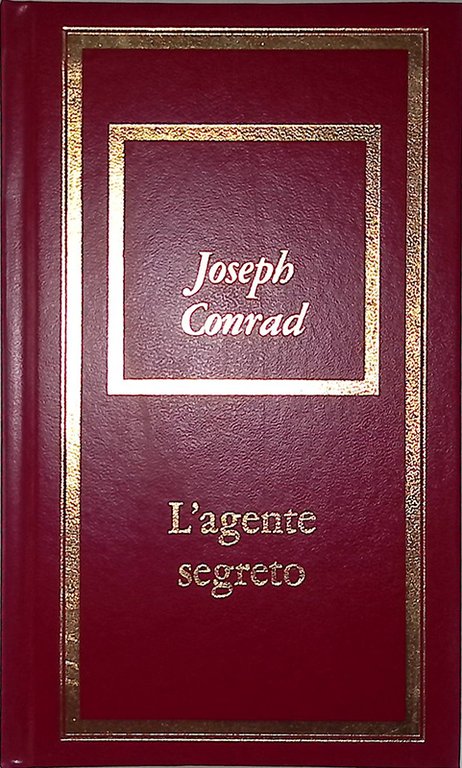 Joseph
Conrad
L'agente
segreto